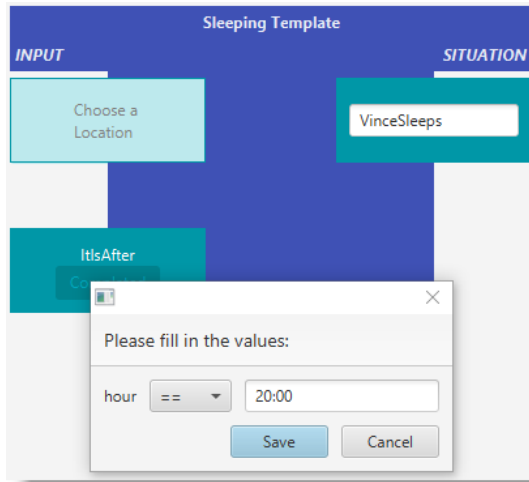 Sleeping Template
INPUT
SITUATION
Choose a
Location
VinceSleeps
ItIsAfter
Please fill in the values:
hour == 20:00
Save Cancel